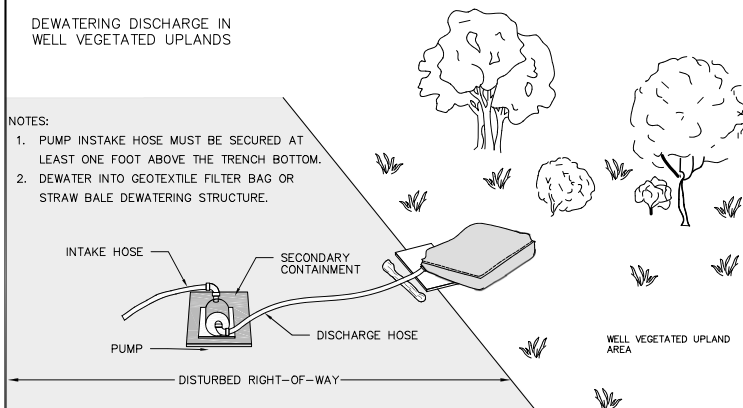 DEWATERING DISCHARGE IN
WELL VEGETATED UPLANDS
NOTES:
1. PUMP INSTAKE HOSE MUST BE SECURED AT
LEAST ONE FOOT ABOVE THE TRENCH BOTTOM.
2. DEWATER INTO GEOTEXTILE FILTER BAG OR
STRAW BALE DEWATERING STRUCTURE.
INTAKE HOSE
SECONDARY
CONTAINMENT
DISCHARGE HOSE
PUMP
WELL VEGETATED UPLAND
AREA
DISTURBED RIGHT-OF-WAY